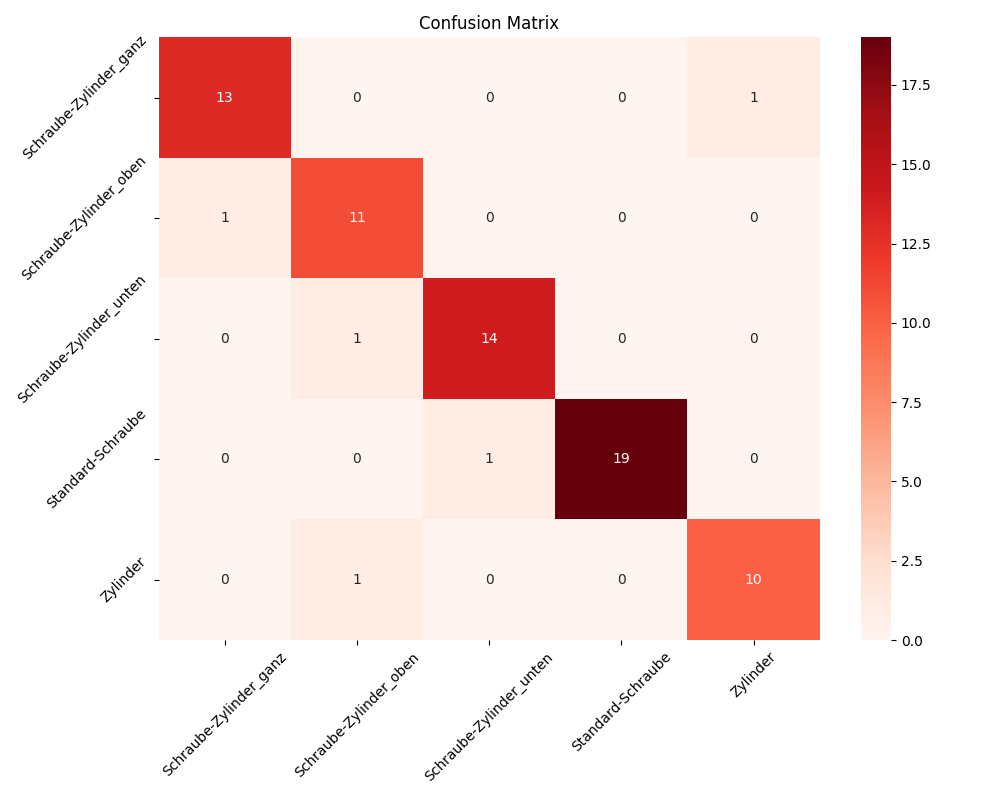 Confusion Matrix
Schraube-Zylinder_ganz
13 0 0 0 1
Schraube-Zylinder_oben
1 11 0 0 0
Schraube-Zylinder_unten
0 1 14 0 0
Standard-Schraube
0 0 1 19 0
Zylinder
0 1 0 0 10
Schraube-Zylinder_ganz
Schraube-Zylinder_oben
Schraube-Zylinder_unten
Standard-Schraube
Zylinder
17.5
15.0
12.5
10.0
7.5
5.0
2.5
0.0